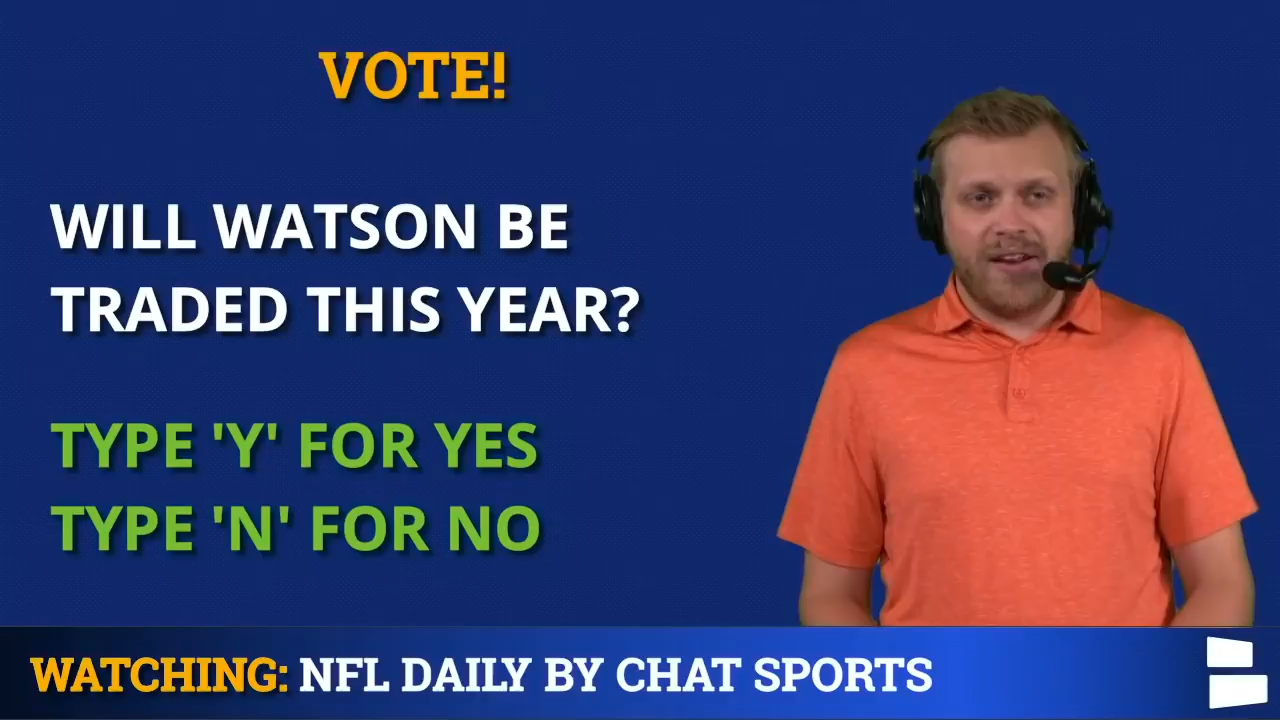 VOTE!
WILL WATSON BE
TRADED THIS YEAR?
TYPE 'Y' FOR YES
TYPE 'N' FOR NO
WATCHING: NFL DAILY BY CHAT SPORTS